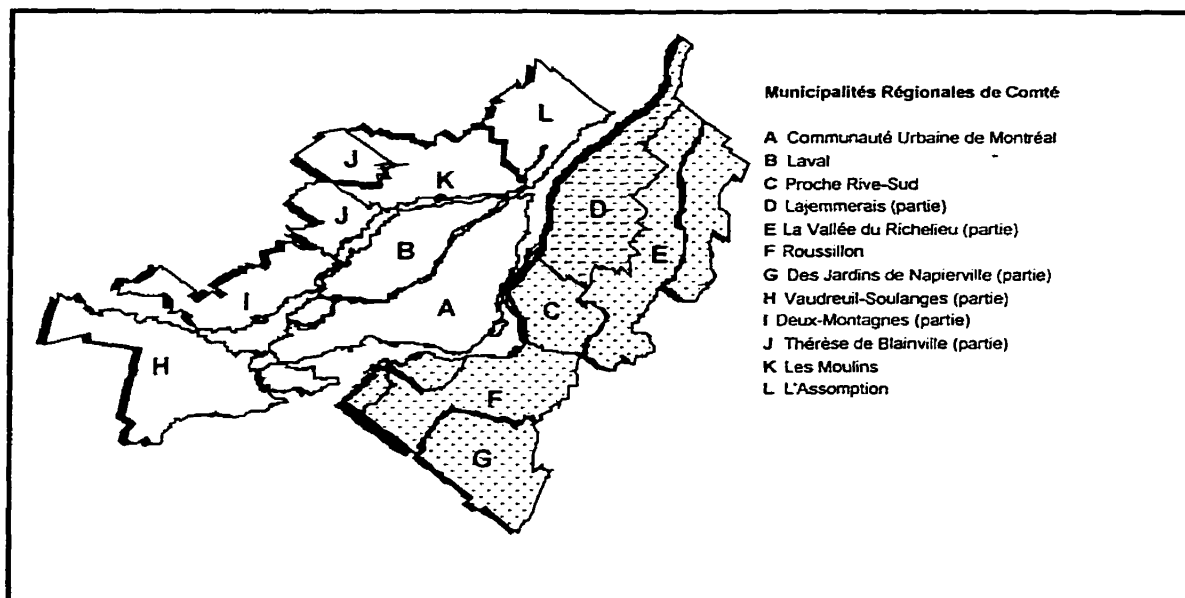 Municipalités Régionales de Comté
A Communauté Urbaine de Montréal
B Laval
C Proche Rive-Sud
D Lajemmerais (partie)
E La Vallée du Richelieu (partie)
F Roussillon
G Des Jardins de Napierville (partie)
H Vaudreuil-Soulanges (partie)
I Deux-Montagnes (partie)
J Thérèse de Blainville (partie)
K Les Moulins
L L'Assomption
L
J
K
J
D
B
E
I
A
C
H
F
G